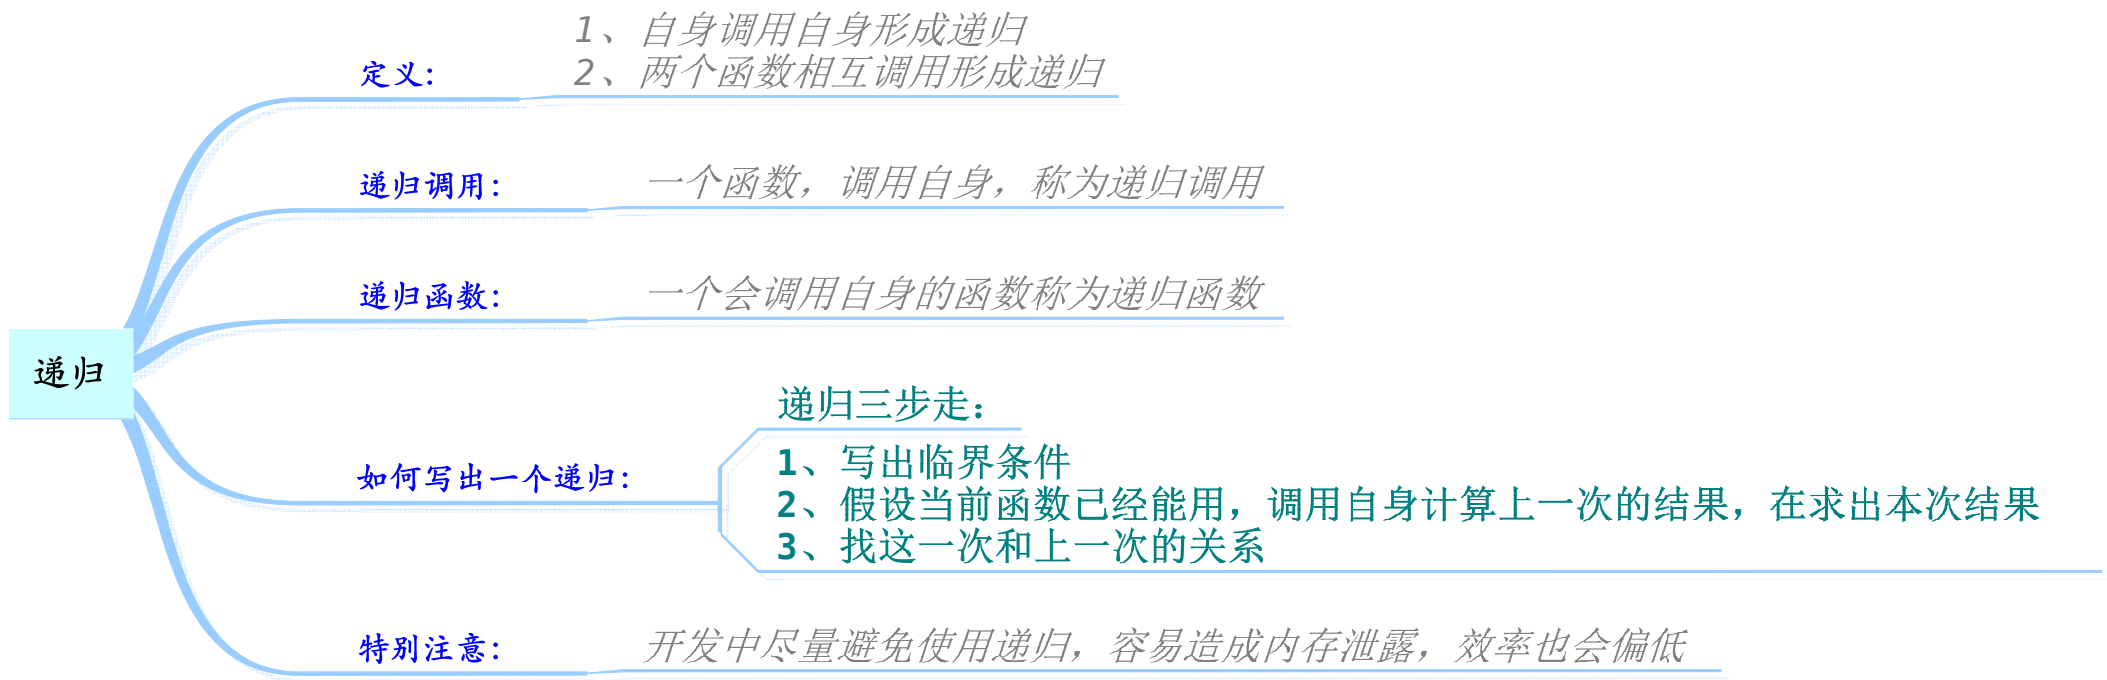 递归
定义：
1、自身调用自身形成递归
2、两个函数相互调用形成递归
递归调用：
一个函数，调用自身，称为递归调用
递归函数：
一个会调用自身的函数称为递归函数
如何写出一个递归：
递归三步走：
1、写出临界条件
2、假设当前函数已经能用，调用自身计算上一次的结果，在求出本次结果
3、找这一次和上一次的关系
特别注意：
开发中尽量避免使用递归，容易造成内存泄露，效率也会偏低